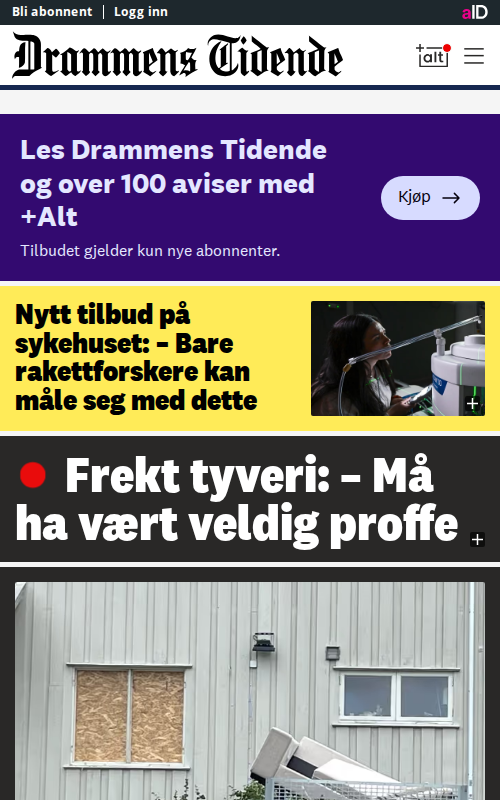 Bli abonnent
Logg inn
aID
Drammens Tidende
+alt
Les Drammens Tidende
og over 100 aviser med
+Alt
Tilbudet gjelder kun nye abonnenter.
Kjøp →
Nytt tilbud på
sykehuset: – Bare
rakettforskere kan
måle seg med dette
Frekt tyveri: – Må
ha vært veldig proffe